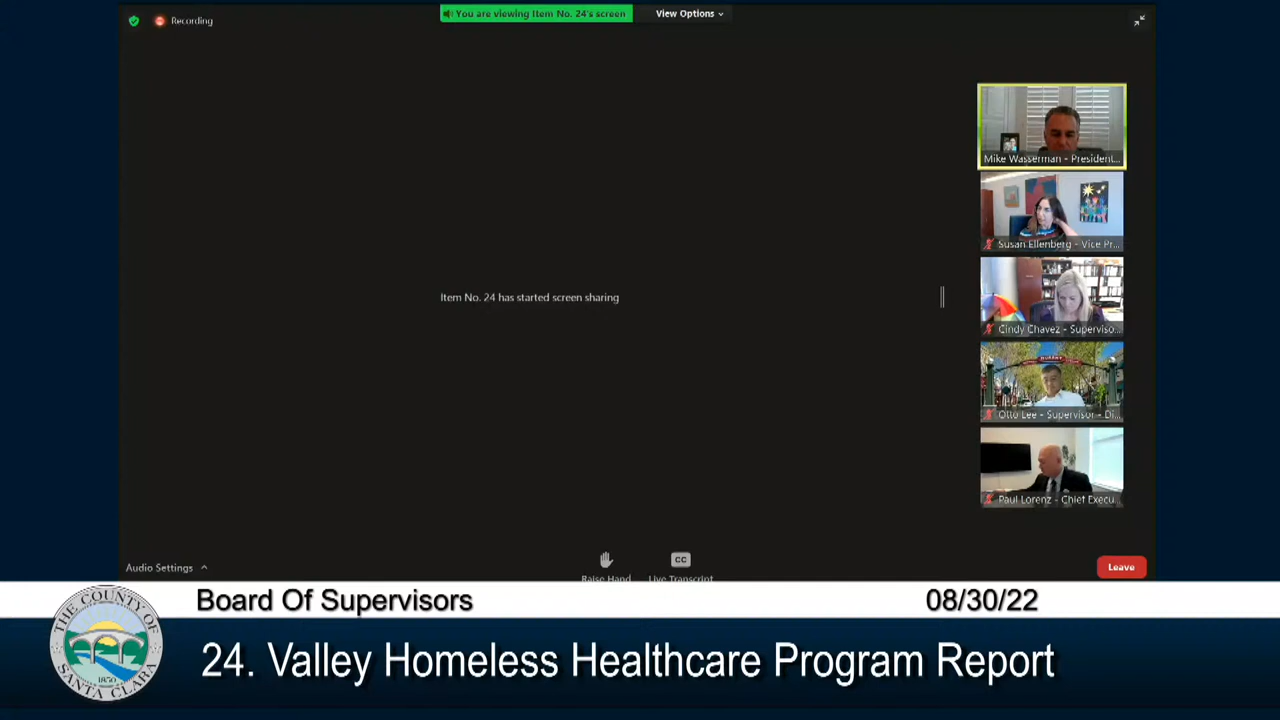 Recording
You are viewing Item No. 24's screen
View Options
Mike Wasserman - President...
Susan Ellenberg - Vice Pr...
Item No. 24 has started screen sharing
Cindy Chavez - Superviso...
Otto Lee - Supervisor - Di...
Paul Lorenz - Chief Execu...
Audio Settings
CC
Raise Hand
Live Transcript
Leave
Board Of Supervisors
08/30/22
24. Valley Homeless Healthcare Program Report
THE COUNTY OF
SANTA CLARA
1850